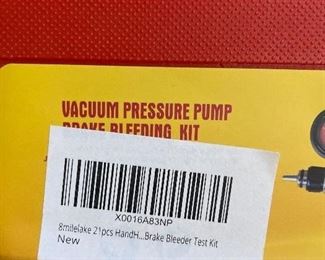 VACUUM PRESSURE PUMP
BRAKE BLEEDING KIT
X0016A83NP
8milelake 21pcs HandH...Brake Bleeder Test Kit
New